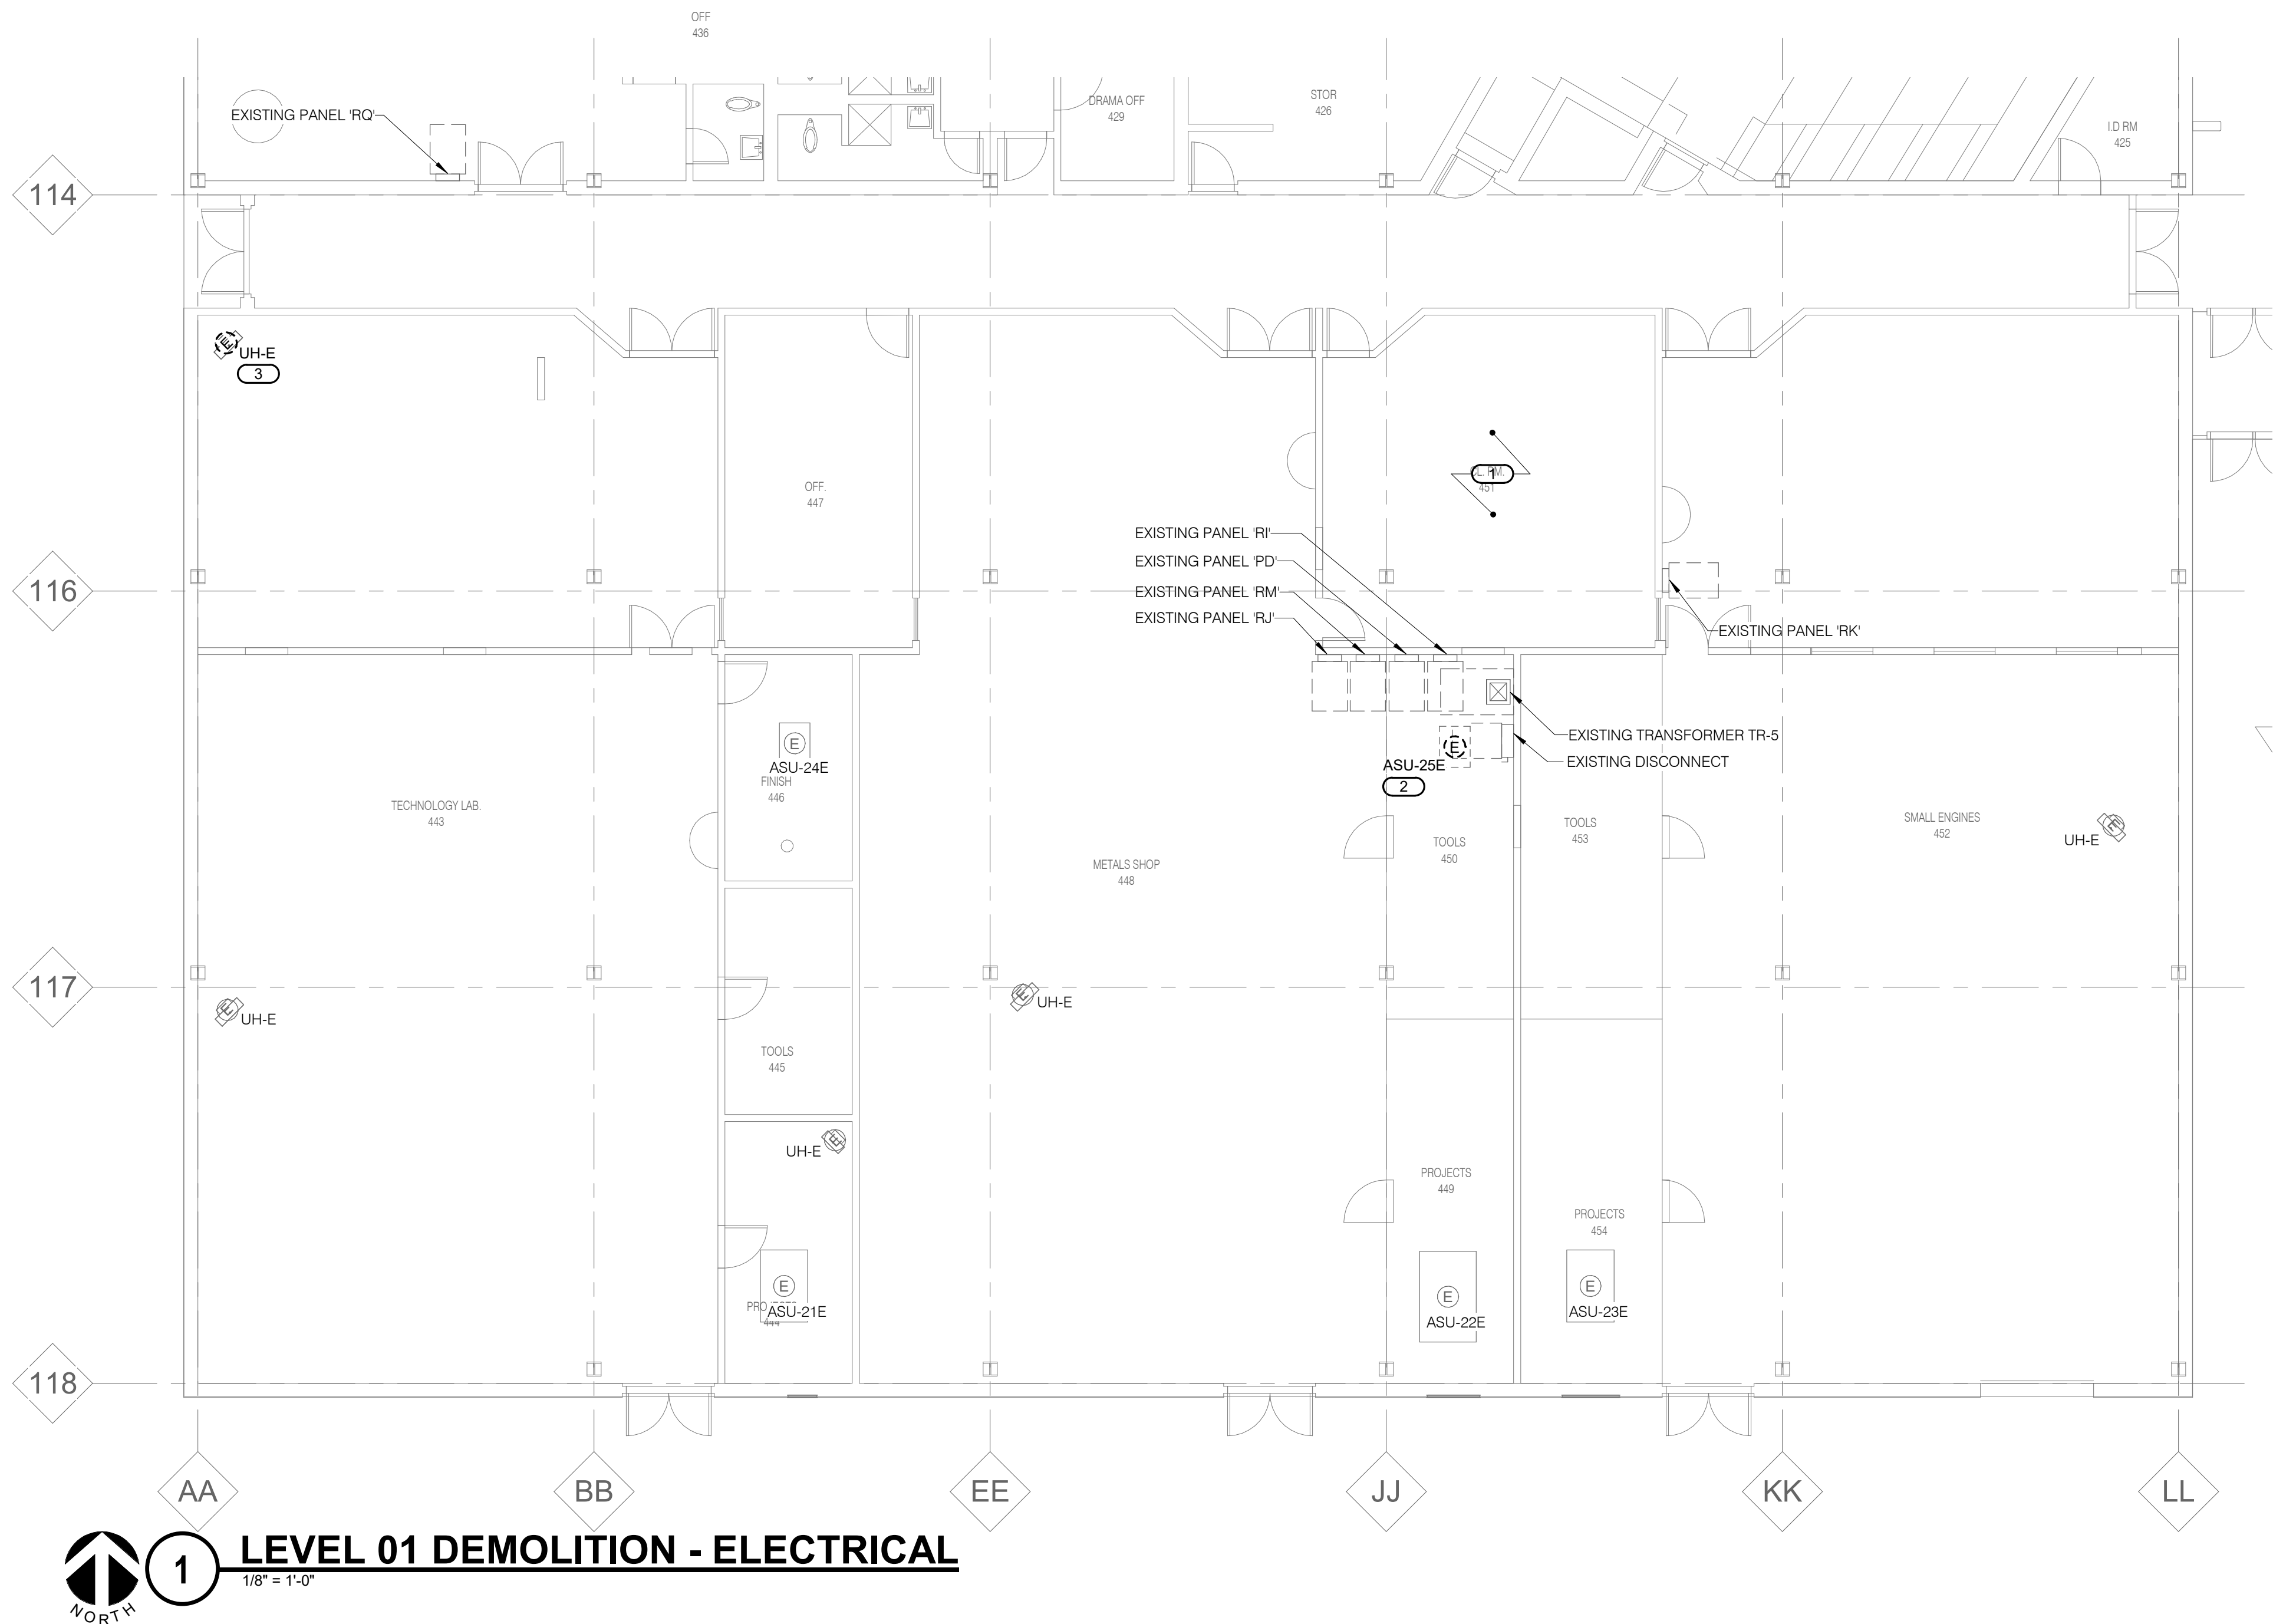 OFF
436
EXISTING PANEL 'RQ'
DRAMA OFF
429
STOR
426
I.D RM
425
114
UH-E
3
OFF.
447
1
451
EXISTING PANEL 'RI'
EXISTING PANEL 'PD'
EXISTING PANEL 'RM'
EXISTING PANEL 'RJ'
116
EXISTING PANEL 'RK'
E
ASU-24E
FINISH
446
E
ASU-25E
2
EXISTING TRANSFORMER TR-5
EXISTING DISCONNECT
TECHNOLOGY LAB.
443
METALS SHOP
448
TOOLS
450
TOOLS
453
SMALL ENGINES
452
E
UH-E
117
E
UH-E
E
UH-E
TOOLS
445
UH-E
E
PROJECTS
449
PROJECTS
454
E
ASU-21E
E
ASU-22E
E
ASU-23E
118
AA
BB
EE
JJ
KK
LL
1
LEVEL 01 DEMOLITION - ELECTRICAL
1/8" = 1'-0"
NORTH